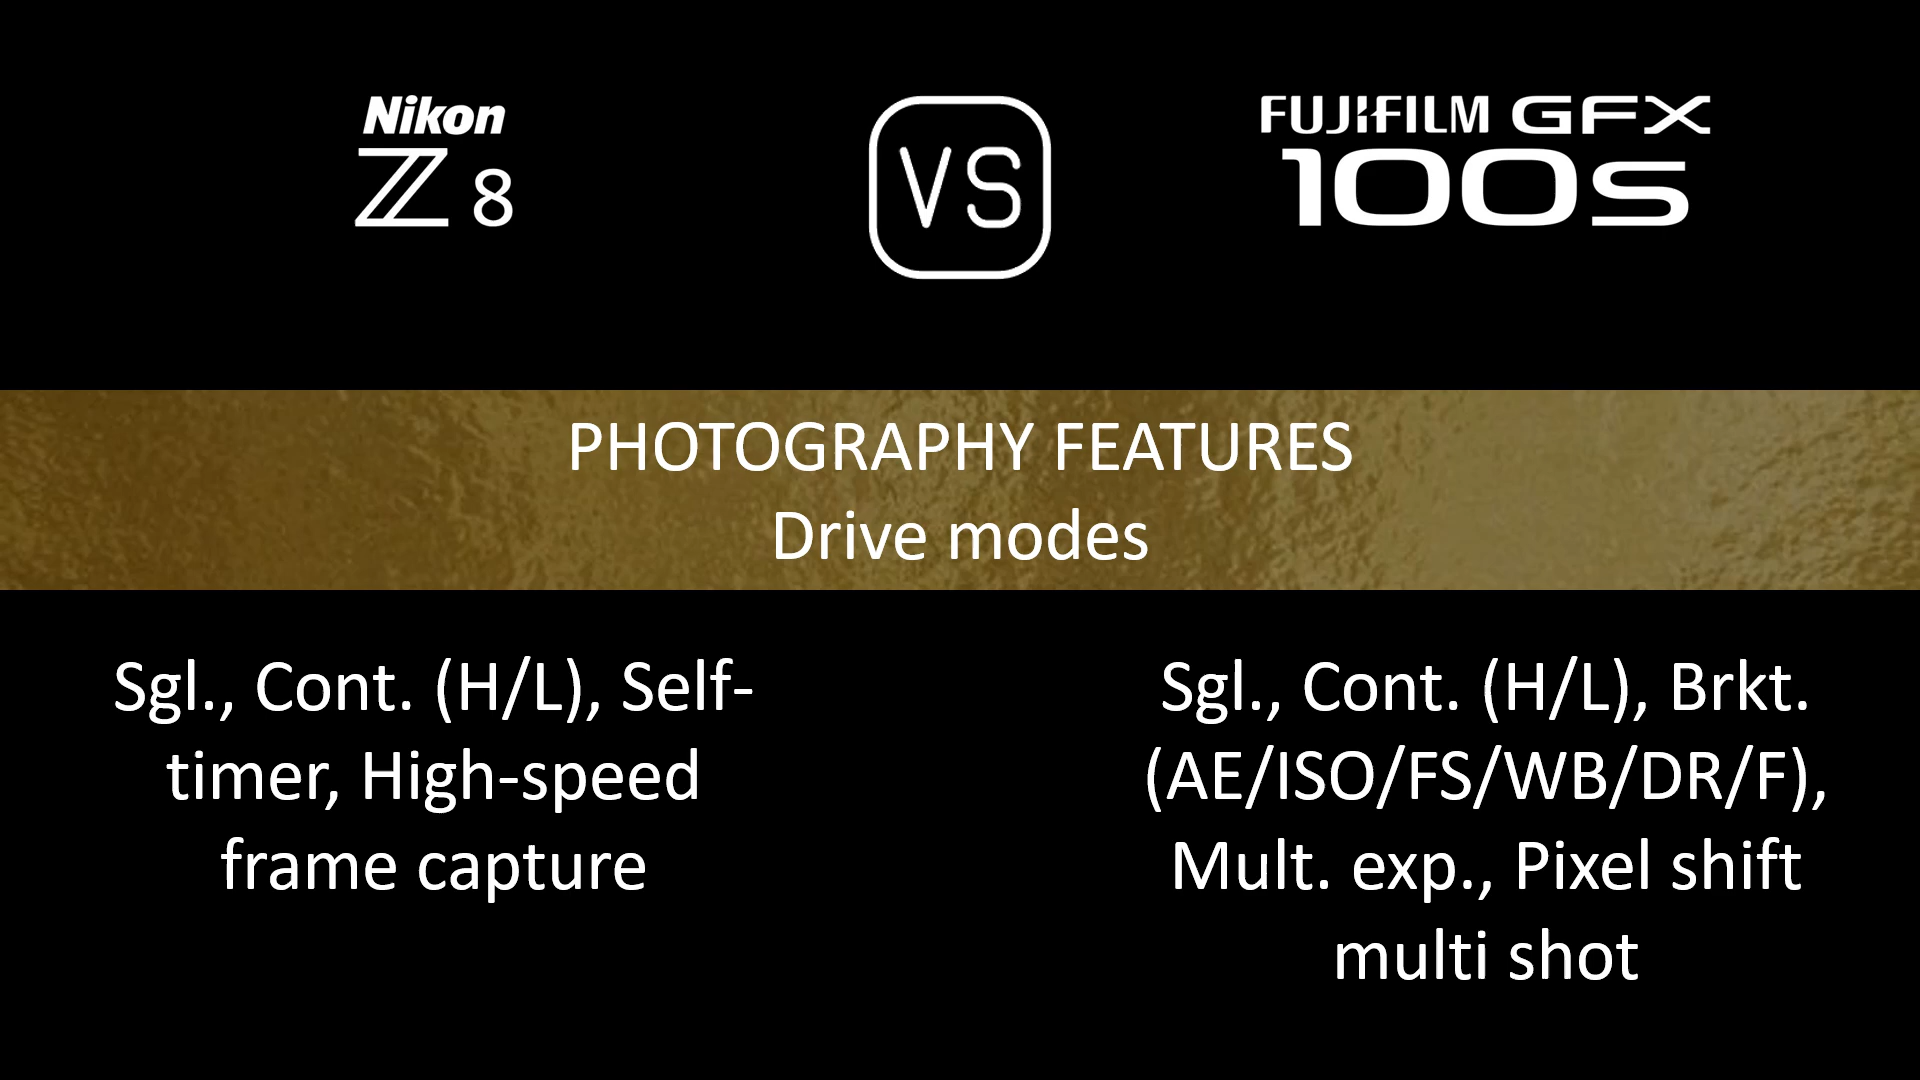 Nikon
Z 8
VS
FUJIFILM GFX
100S
PHOTOGRAPHY FEATURES
Drive modes
Sgl., Cont. (H/L), Self-
timer, High-speed
frame capture
Sgl., Cont. (H/L), Brkt.
(AE/ISO/FS/WB/DR/F),
Mult. exp., Pixel shift
multi shot